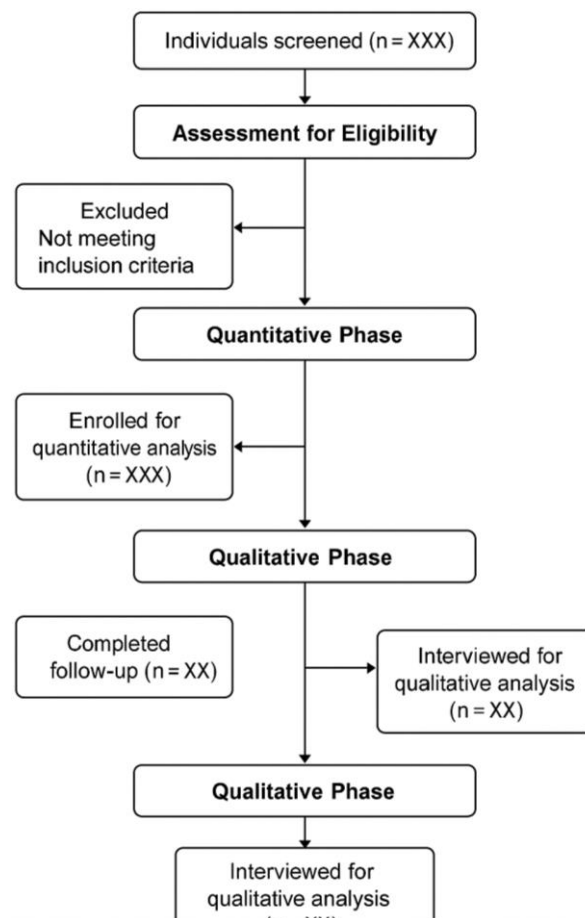 Individuals screened (n = XXX)
Assessment for Eligibility
Excluded
Not meeting
inclusion criteria
Quantitative Phase
Enrolled for
quantitative analysis
(n = XXX)
Qualitative Phase
Completed
follow-up (n = XX)
Interviewed for
qualitative analysis
(n = XX)
Qualitative Phase
Interviewed for
qualitative analysis